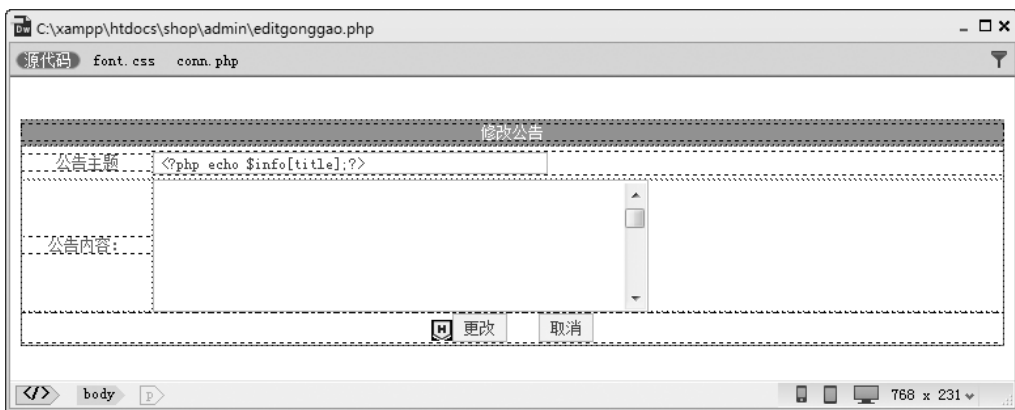 Dw C:\xampp\htdocs\shop\admin\editgonggao.php
源代码 font.css conn.php
修改公告
公告主题 <?php echo $info[title];?>
公告内容:
H 更改 取消
</> body p 768 x 231